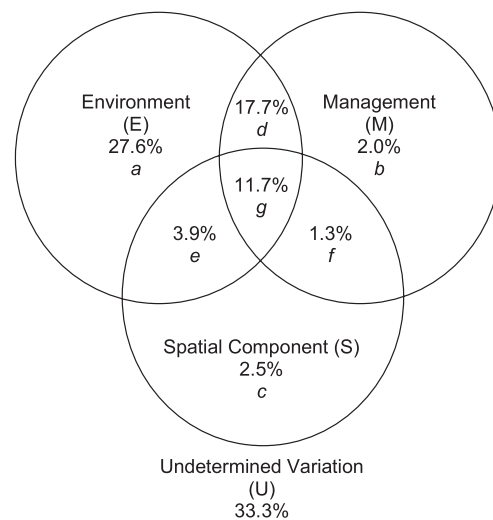 Environment
(E)
27.6%
a
17.7%
d
Management
(M)
2.0%
b
11.7%
g
3.9%
e
1.3%
f
Spatial Component (S)
2.5%
c
Undetermined Variation
(U)
33.3%